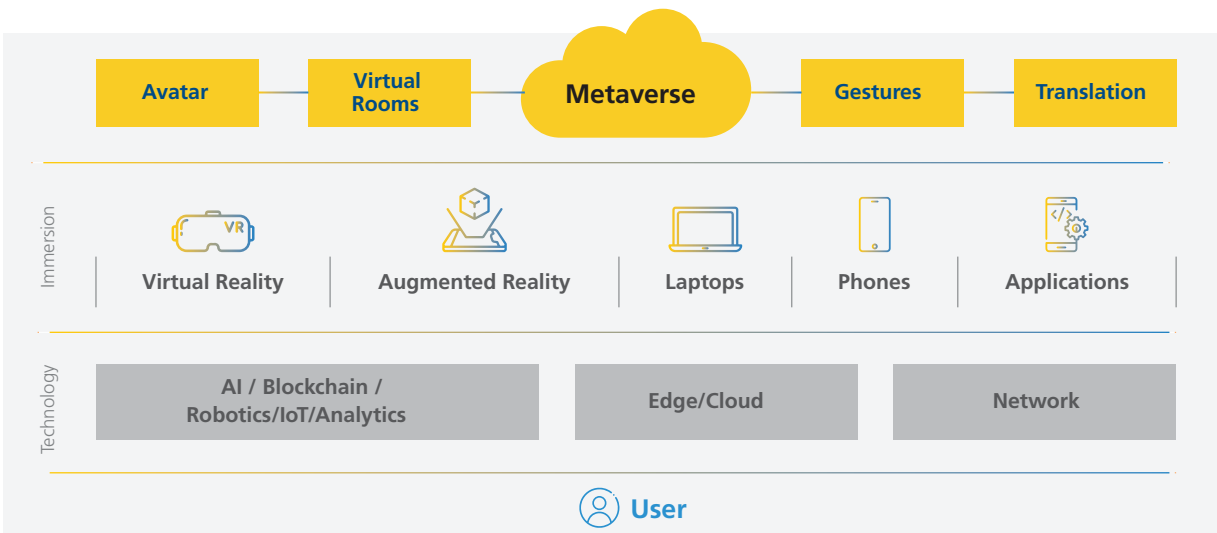 Avatar
Virtual
Rooms
Metaverse
Gestures
Translation
Immersion
VR
</>
Virtual Reality
Augmented Reality
Laptops
Phones
Applications
Technology
AI / Blockchain /
Robotics/IoT/Analytics
Edge/Cloud
Network
User